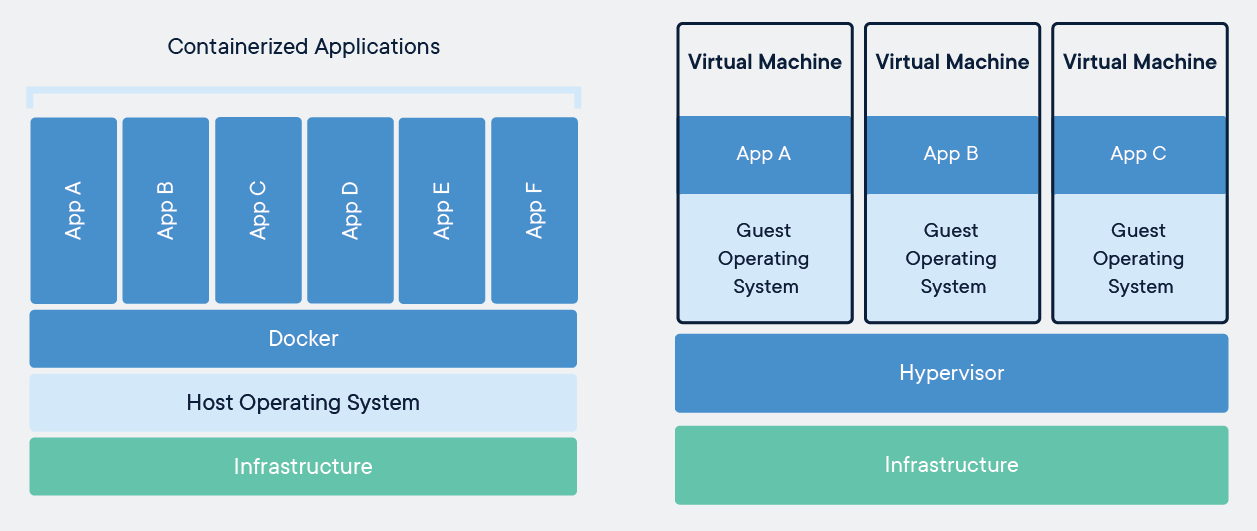 Containerized Applications
App A
App B
App C
App D
App E
App F
Docker
Host Operating System
Infrastructure
Virtual Machine
App A
Guest
Operating
System
Virtual Machine
App B
Guest
Operating
System
Virtual Machine
App C
Guest
Operating
System
Hypervisor
Infrastructure